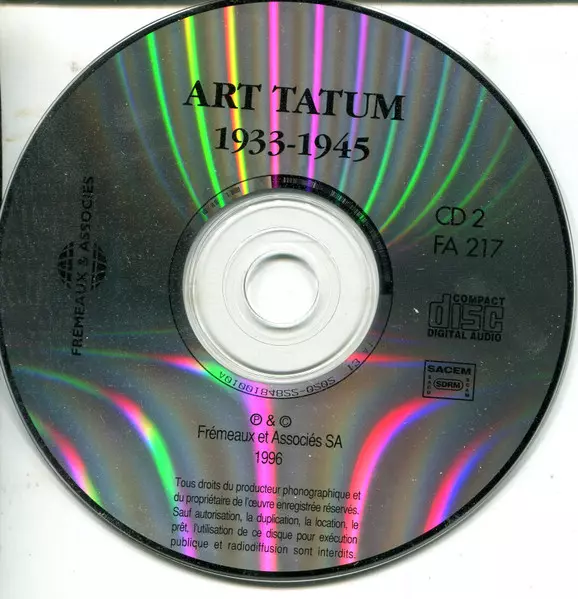 ART TATUM
1933-1945
CD 2
FA 217
FRÉMEAUX & ASSOCIÉS
COMPACT
disc
DIGITAL AUDIO
SACEM
SDRM
℗ & ©
Frémeaux et Associés SA
1996
Tous droits du producteur phonographique et
du propriétaire de l'œuvre enregistrée réservés.
Sauf autorisation, la duplication, la location, le
prêt, l'utilisation de ce disque pour exécution
publique et radiodiffusion sont interdits.